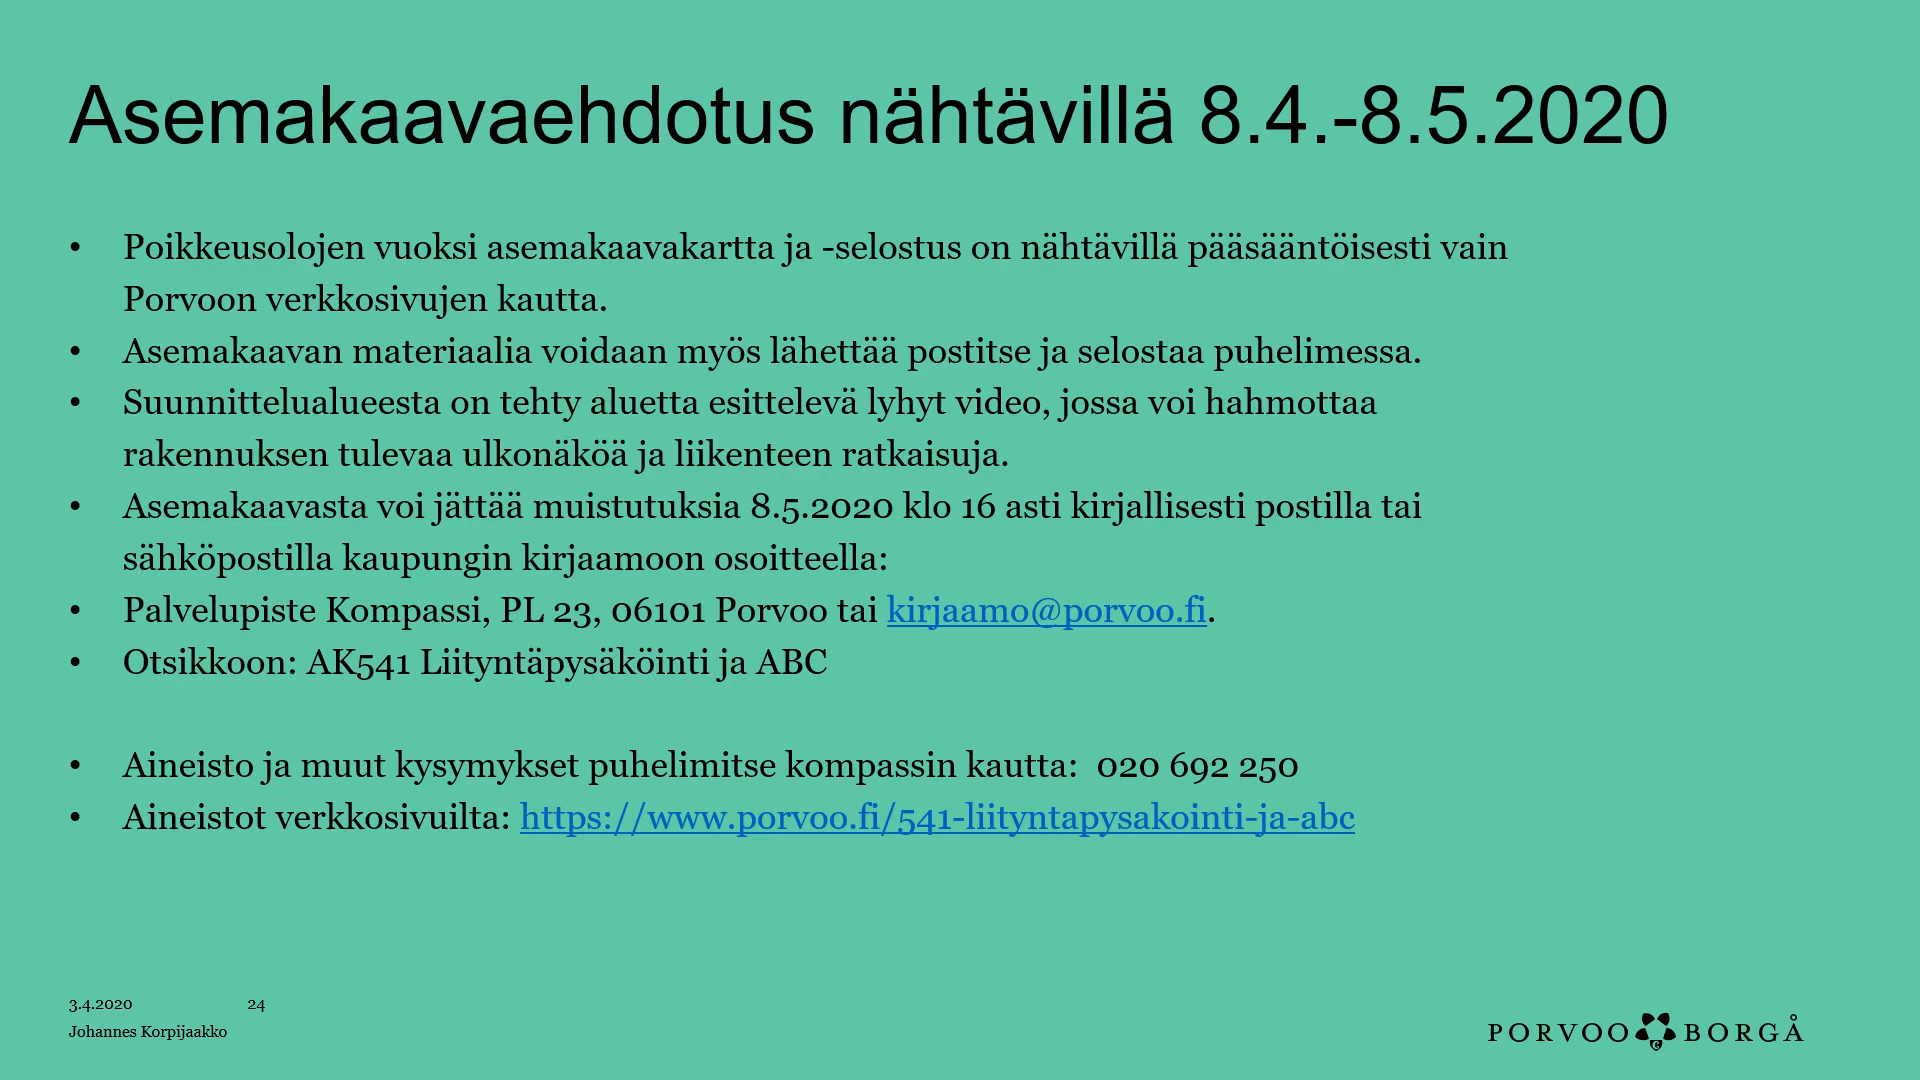 Asemakaavaehdotus nähtävillä 8.4.-8.5.2020
• Poikkeusolojen vuoksi asemakaavakartta ja -selostus on nähtävillä pääsääntöisesti vain
Porvoon verkkosivujen kautta.
• Asemakaavan materiaalia voidaan myös lähettää postitse ja selostaa puhelimessa.
• Suunnittelualueesta on tehty aluetta esittelevä lyhyt video, jossa voi hahmottaa
rakennuksen tulevaa ulkonäköä ja liikenteen ratkaisuja.
• Asemakaavasta voi jättää muistutuksia 8.5.2020 klo 16 asti kirjallisesti postilla tai
sähköpostilla kaupungin kirjaamoon osoitteella:
• Palvelupiste Kompassi, PL 23, 06101 Porvoo tai kirjaamo@porvoo.fi.
• Otsikkoon: AK541 Liityntäpysäköinti ja ABC
• Aineisto ja muut kysymykset puhelimitse kompassin kautta:  020 692 250
• Aineistot verkkosivuilta: https://www.porvoo.fi/541-liityntapysakointi-ja-abc
3.4.2020 24
Johannes Korpijaakko
PORVOO BORGÅ